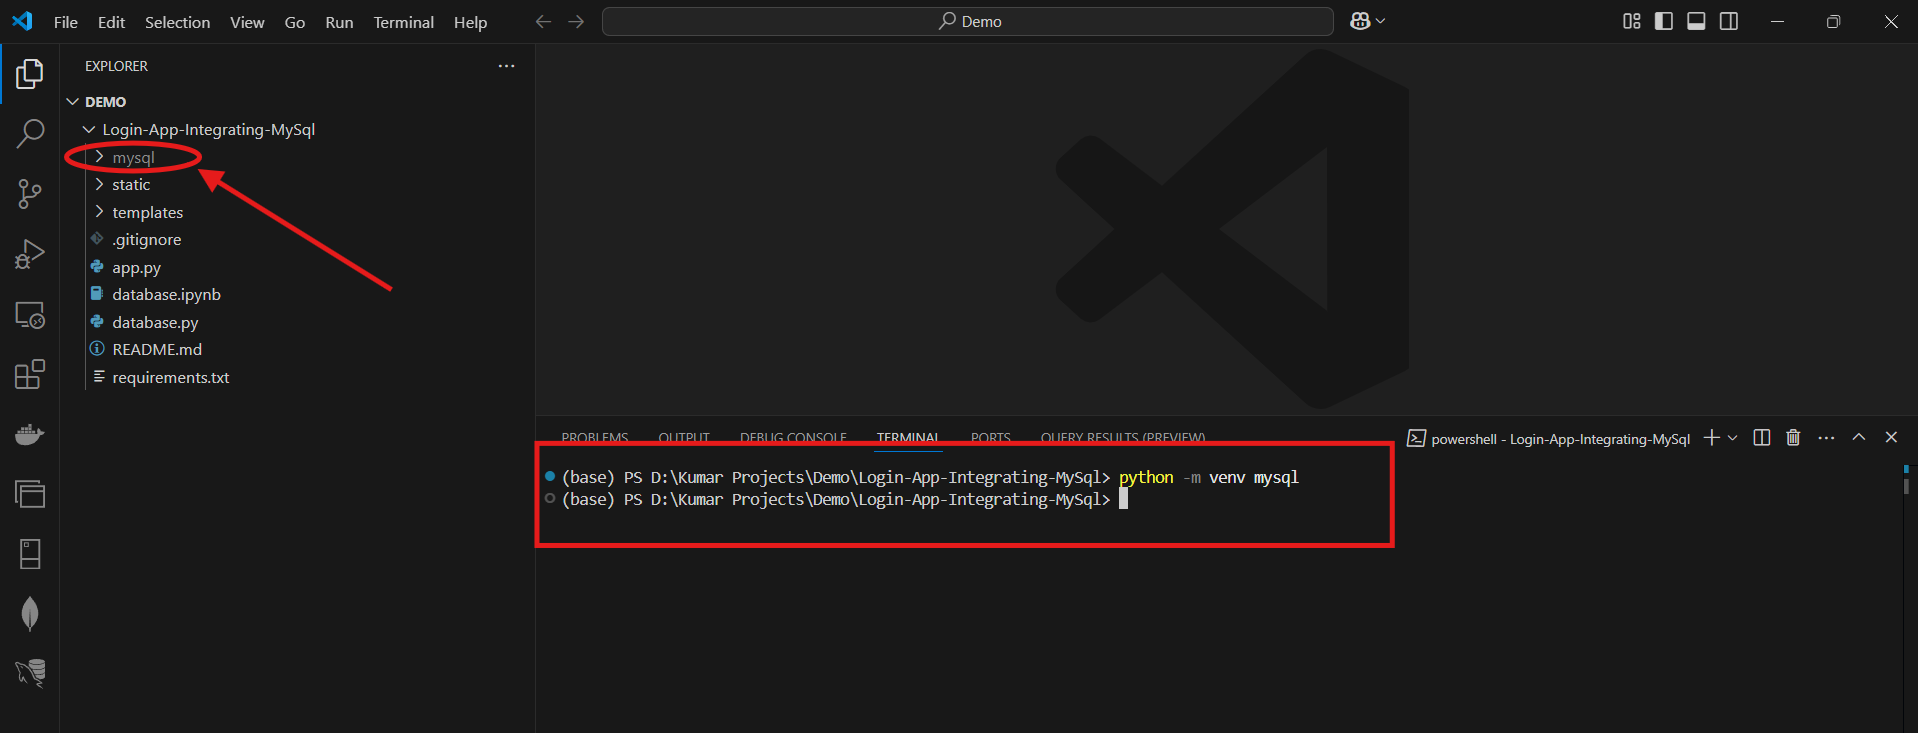 File Edit Selection View Go Run Terminal Help
Demo
EXPLORER
DEMO
Login-App-Integrating-MySql
mysql
static
templates
.gitignore
app.py
database.ipynb
database.py
README.md
requirements.txt
PROBLEMS OUTPUT DEBUG CONSOLE TERMINAL PORTS QUERY RESULTS (PREVIEW)
powershell - Login-App-Integrating-MySql
(base) PS D:\Kumar Projects\Demo\Login-App-Integrating-MySql> python -m venv mysql
(base) PS D:\Kumar Projects\Demo\Login-App-Integrating-MySql>